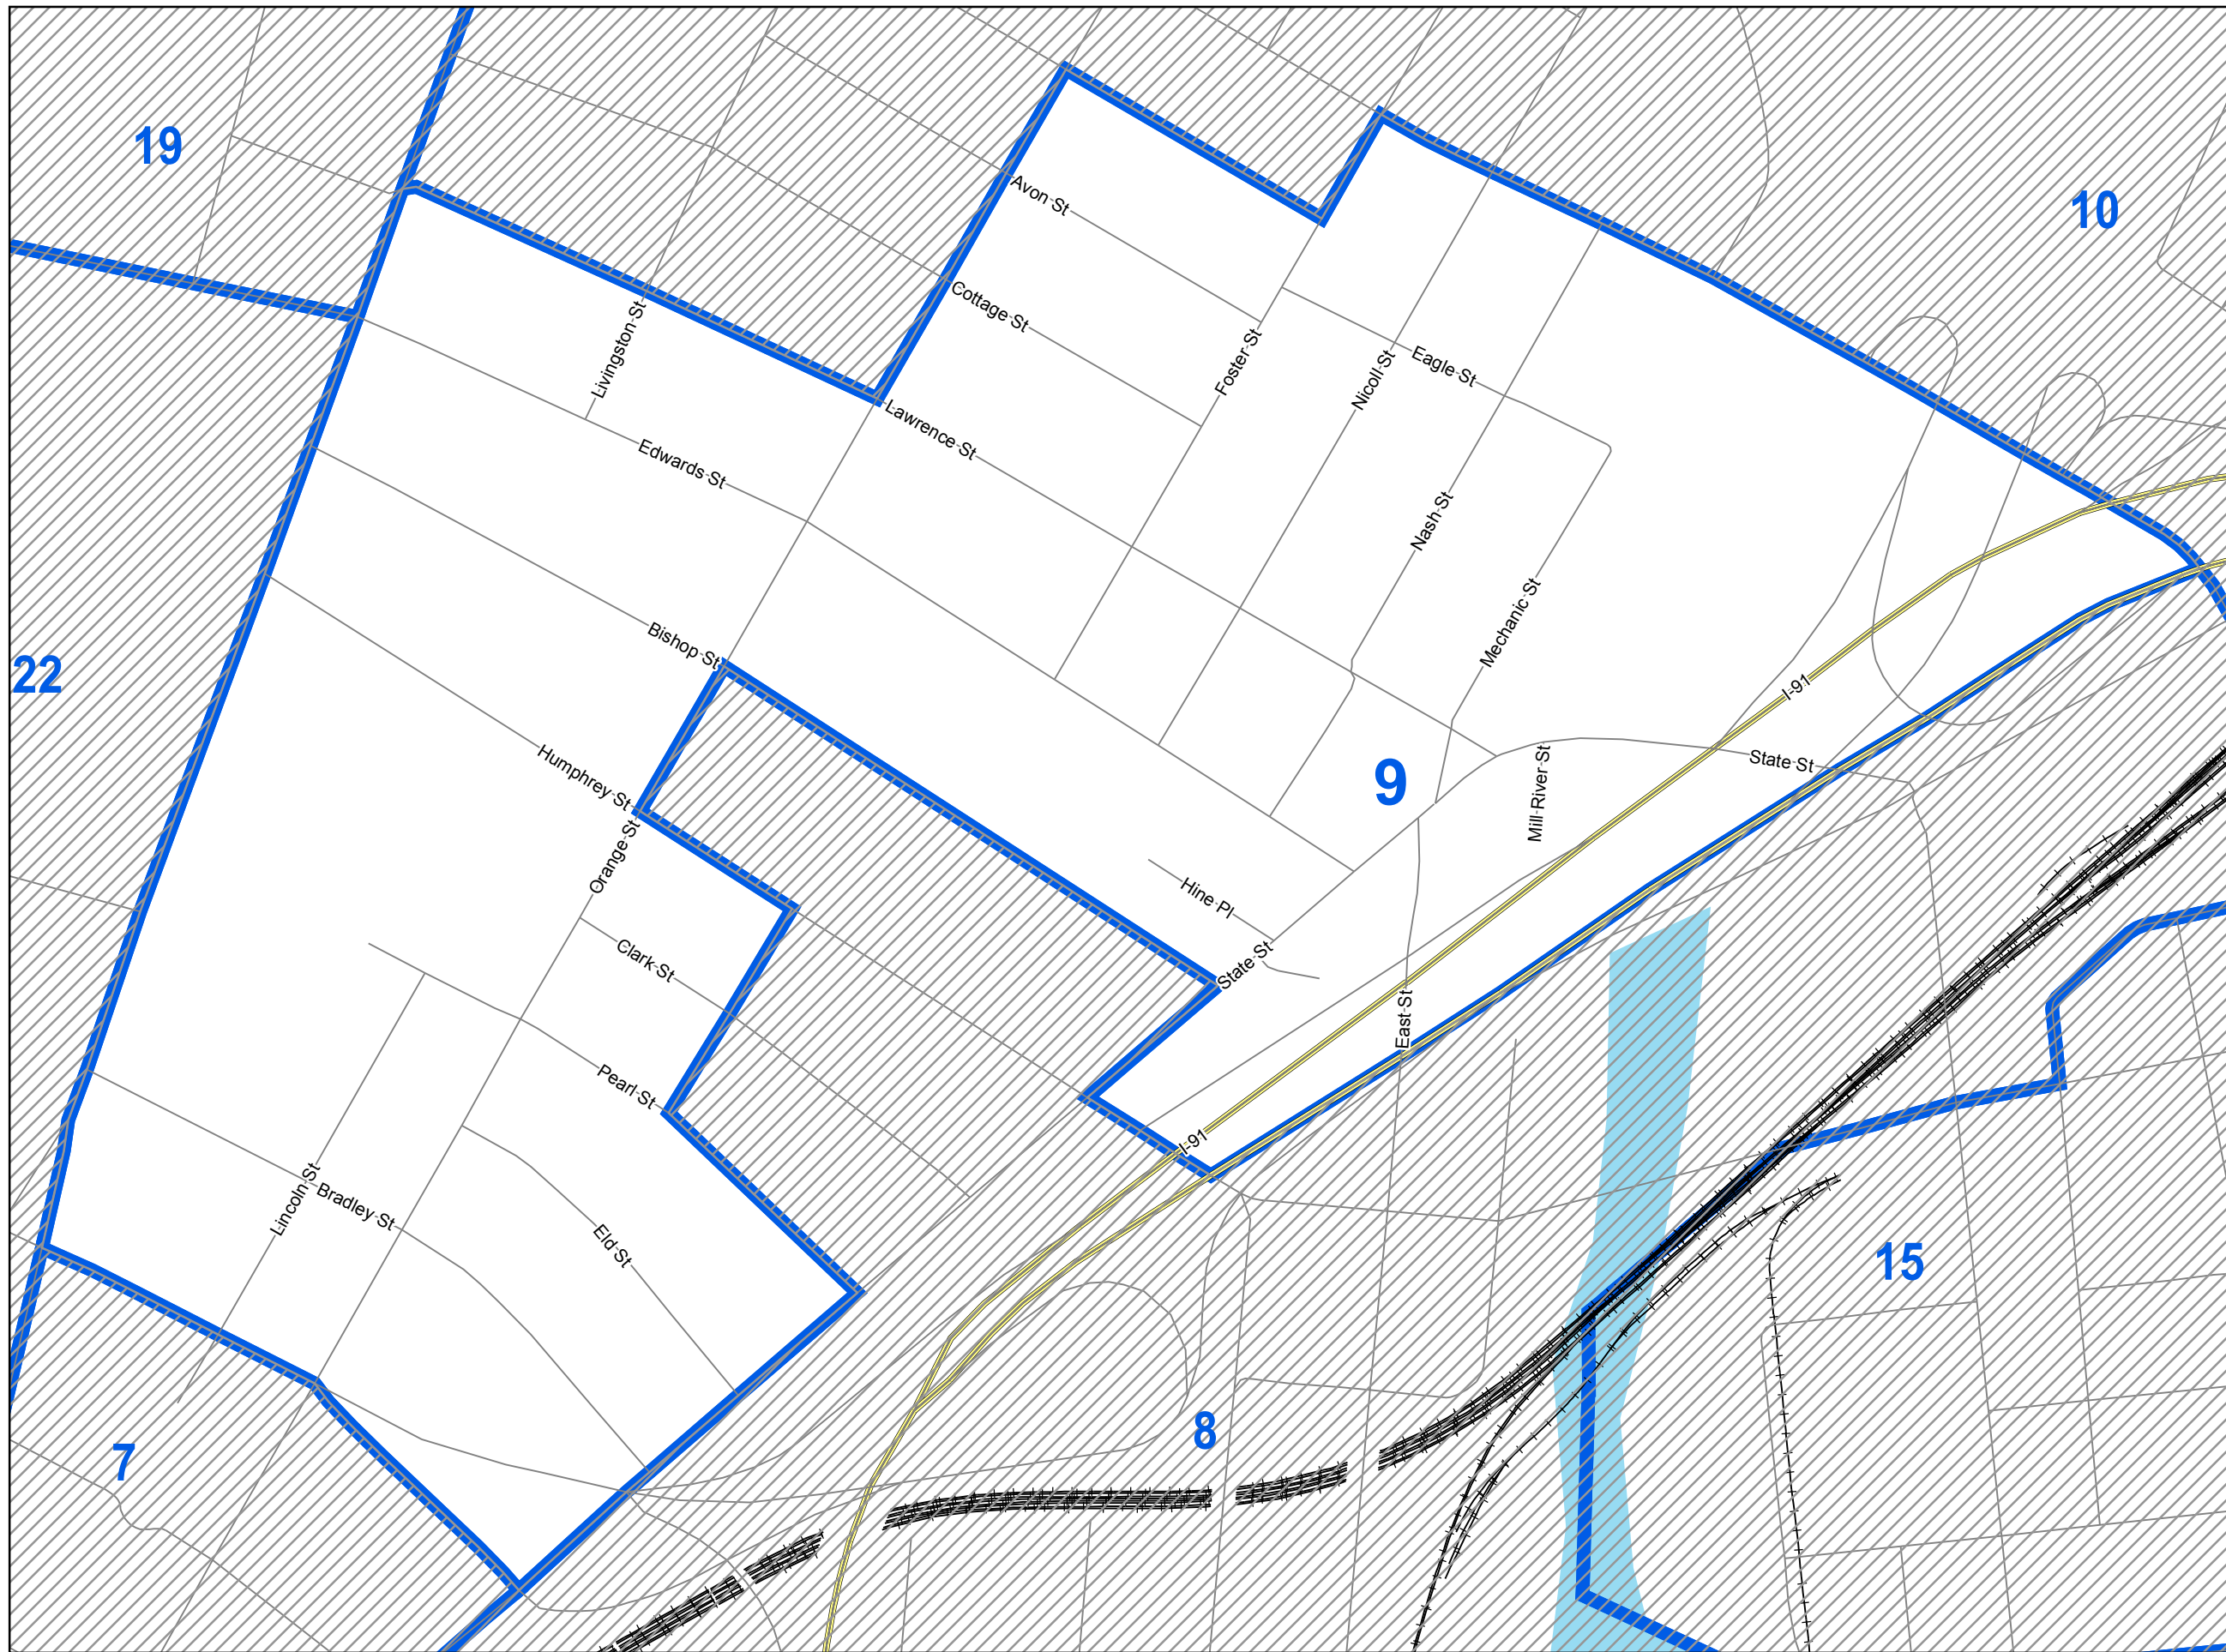 19
10
Avon St
Cottage St
Livingston St
Foster St
Nicoll St
Eagle St
Lawrence St
Edwards St
Nash St
Mechanic St
Bishop St
22
I-91
Humphrey St
9
Mill River St
State St
Orange St
Hine Pl
Clark St
State St
East St
Pearl St
I-91
Lincoln St
Bradley St
Eld St
15
8
7